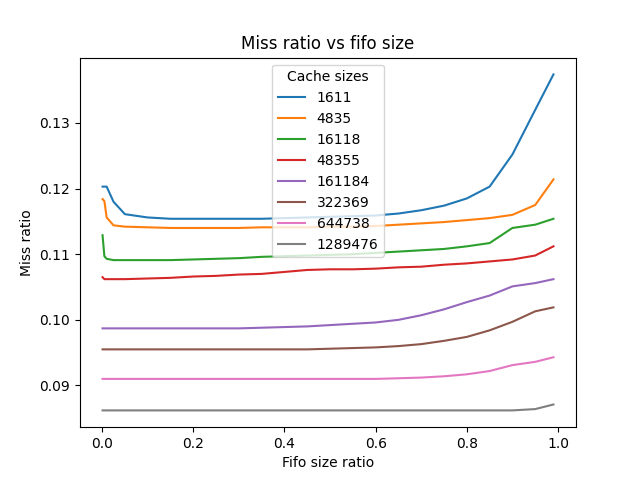 Miss ratio vs fifo size
Cache sizes
1611
4835
16118
48355
161184
322369
644738
1289476
0.13
0.12
0.11
0.10
0.09
Miss ratio
0.0 0.2 0.4 0.6 0.8 1.0
Fifo size ratio